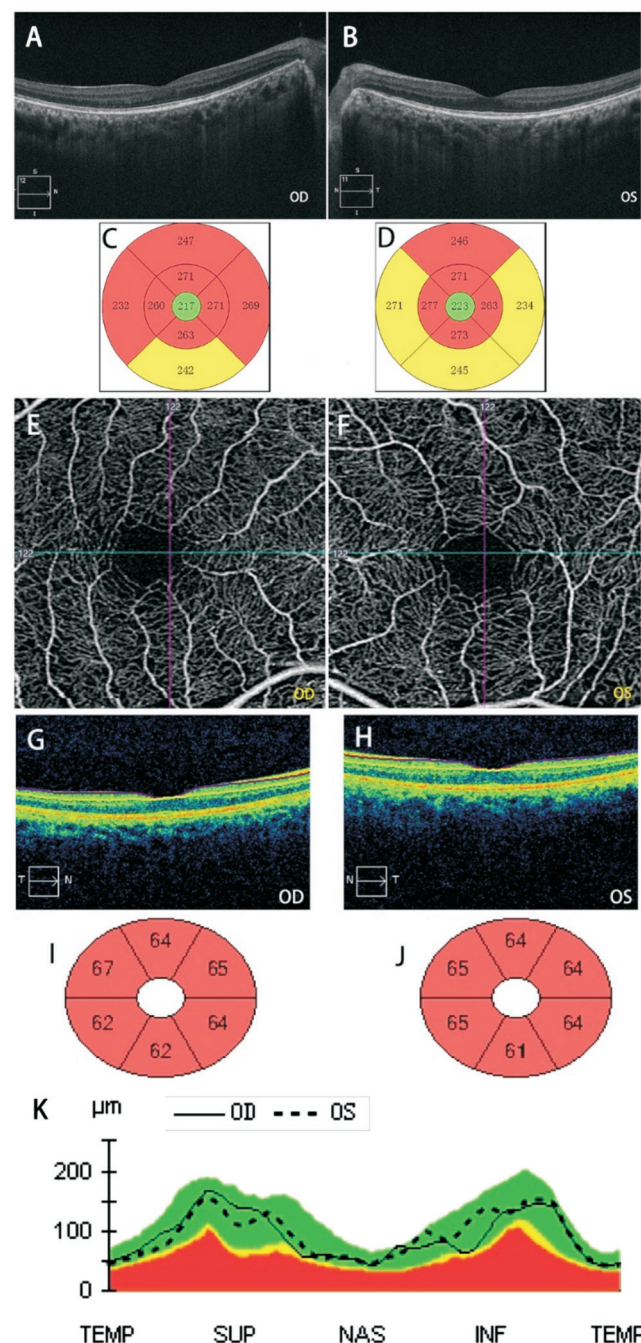 A
B
S
12
N
I
OD
S
11
N T
I
OS
C
247
271
232 260 217 271 269
263
242
D
246
271
271 277 223 263 234
273
245
E
122
122
OD
F
122
122
OS
G
T N
OD
H
N T
OS
I
64
67 65
62 64
62
J
64
65 64
65 64
61
K μm OD OS
200
100
0
TEMP SUP NAS INF TEMP